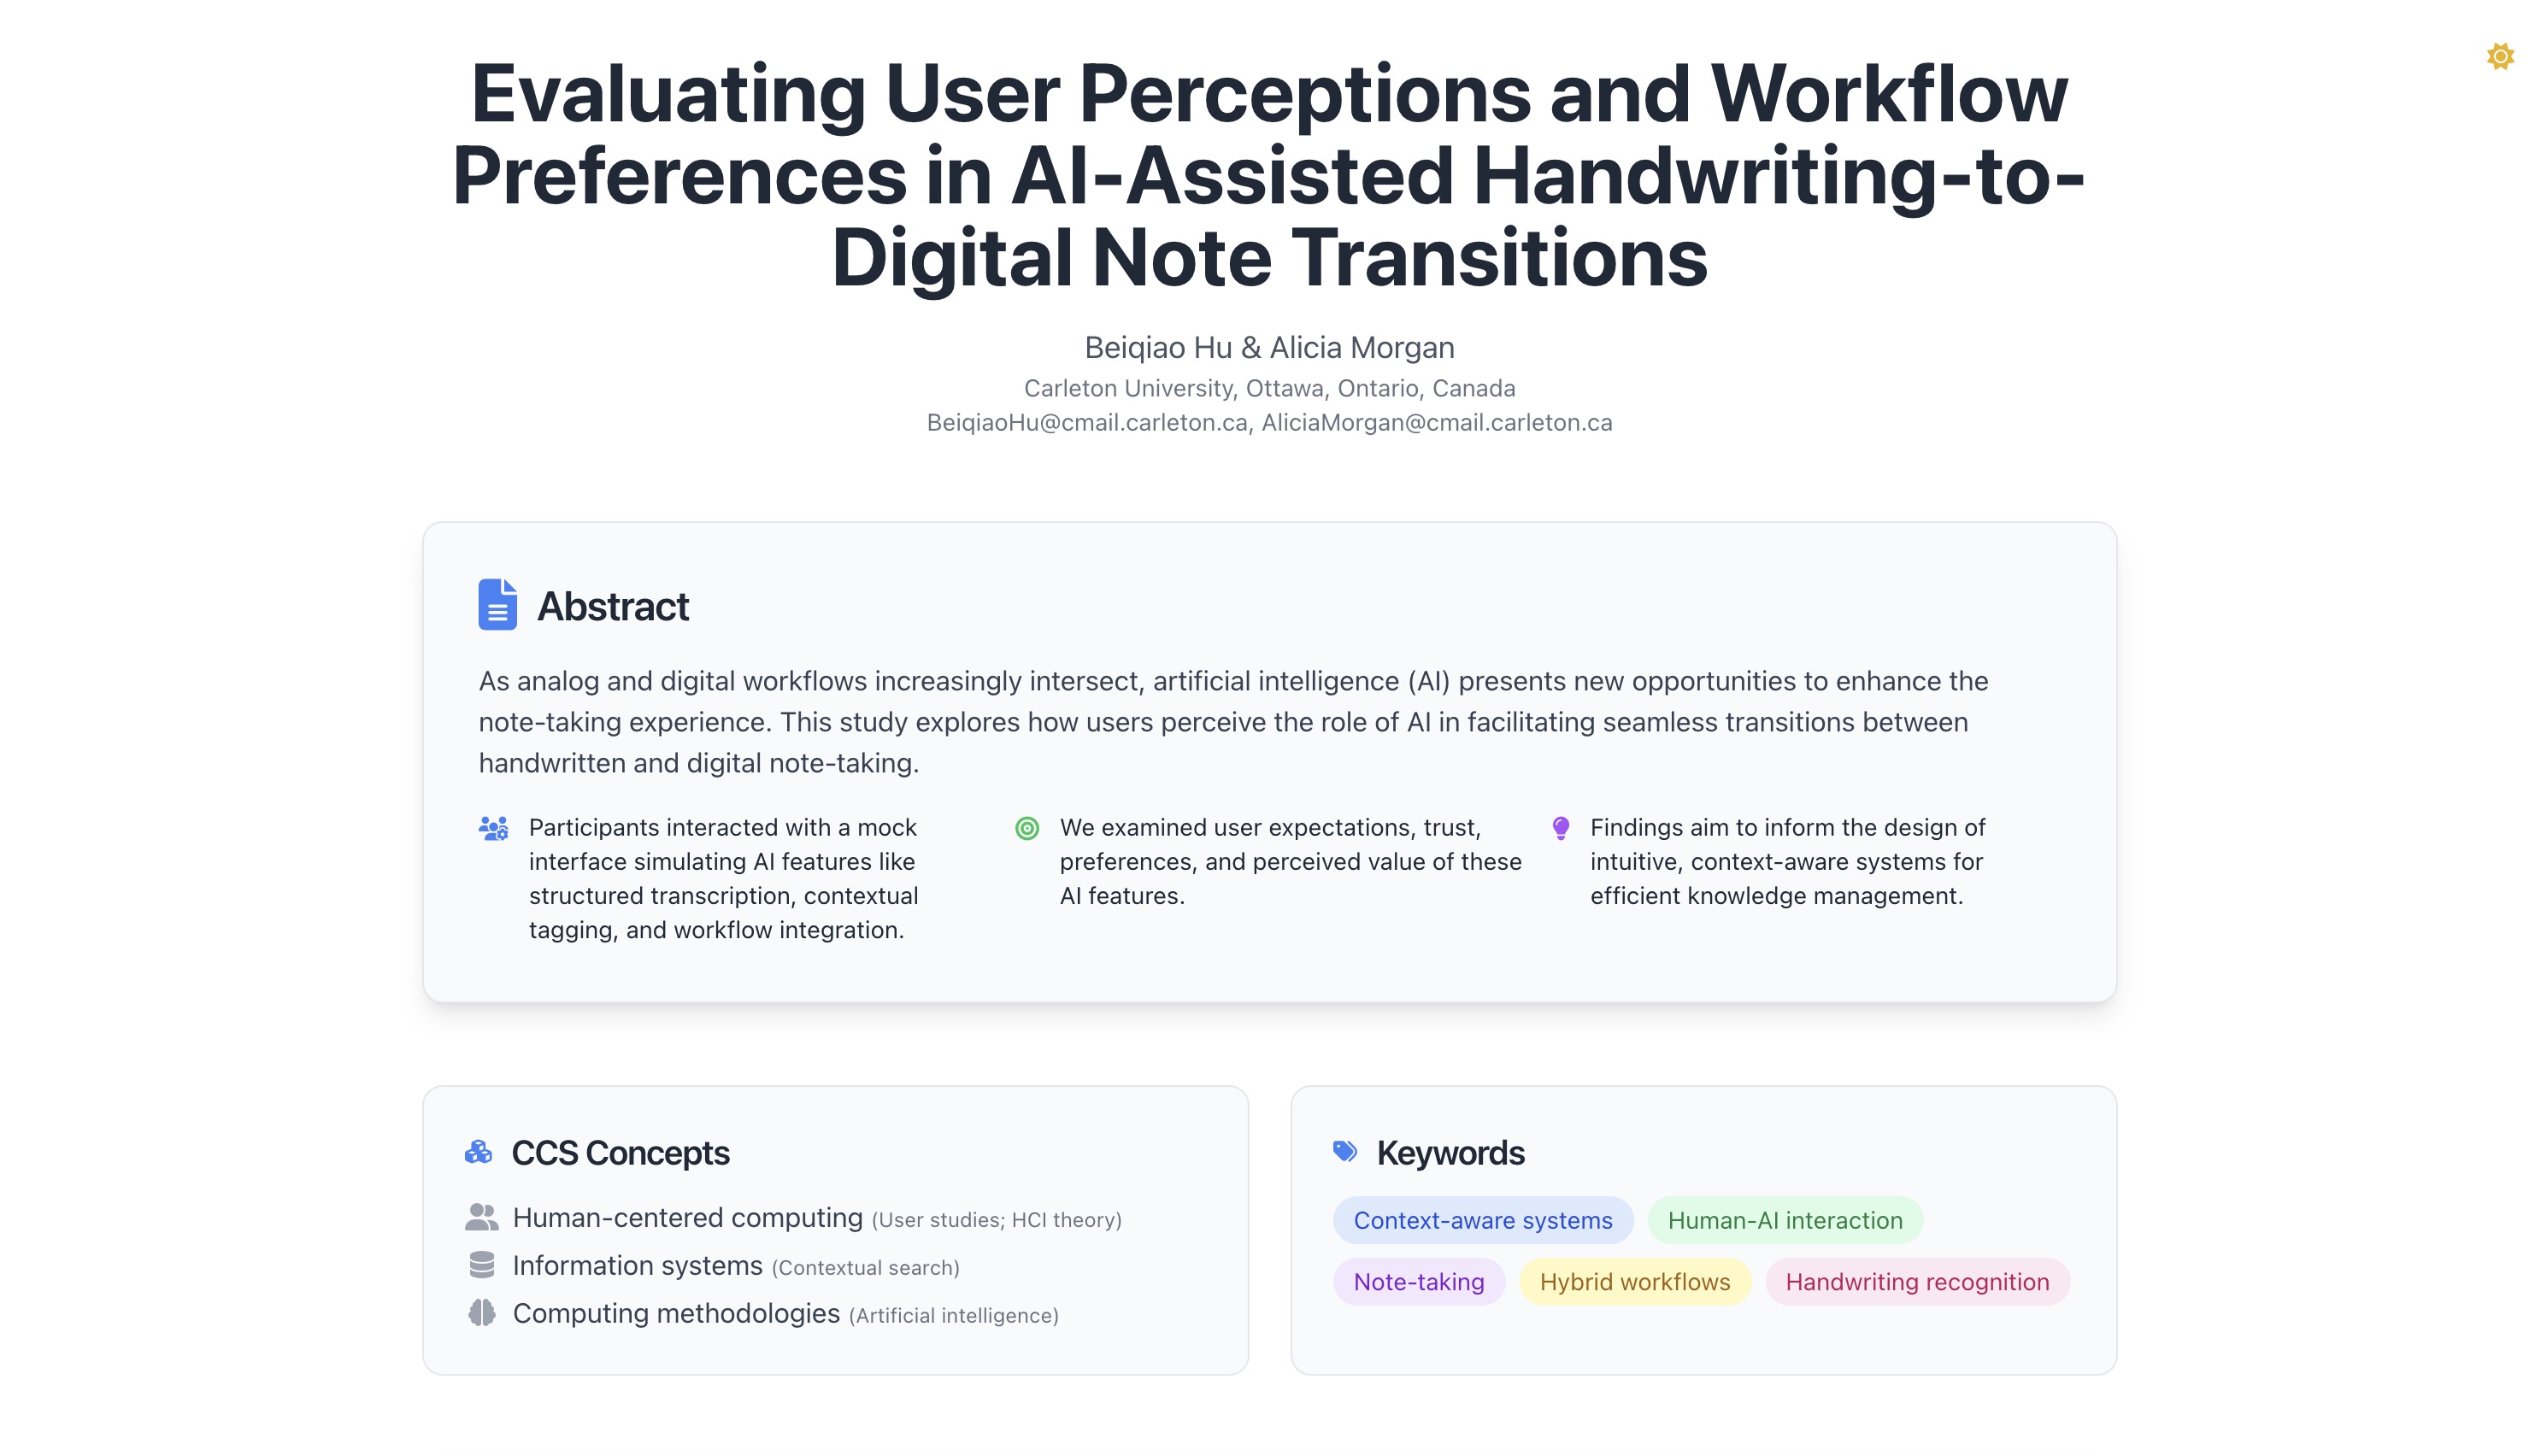 Evaluating User Perceptions and Workflow
Preferences in AI-Assisted Handwriting-to-
Digital Note Transitions
Beiqiao Hu & Alicia Morgan
Carleton University, Ottawa, Ontario, Canada
BeiqiaoHu@cmail.carleton.ca, AliciaMorgan@cmail.carleton.ca
Abstract
As analog and digital workflows increasingly intersect, artificial intelligence (AI) presents new opportunities to enhance the
note-taking experience. This study explores how users perceive the role of AI in facilitating seamless transitions between
handwritten and digital note-taking.
Participants interacted with a mock
interface simulating AI features like
structured transcription, contextual
tagging, and workflow integration.
We examined user expectations, trust,
preferences, and perceived value of these
AI features.
Findings aim to inform the design of
intuitive, context-aware systems for
efficient knowledge management.
CCS Concepts
Human-centered computing (User studies; HCI theory)
Information systems (Contextual search)
Computing methodologies (Artificial intelligence)
Keywords
Context-aware systems
Human-AI interaction
Note-taking
Hybrid workflows
Handwriting recognition